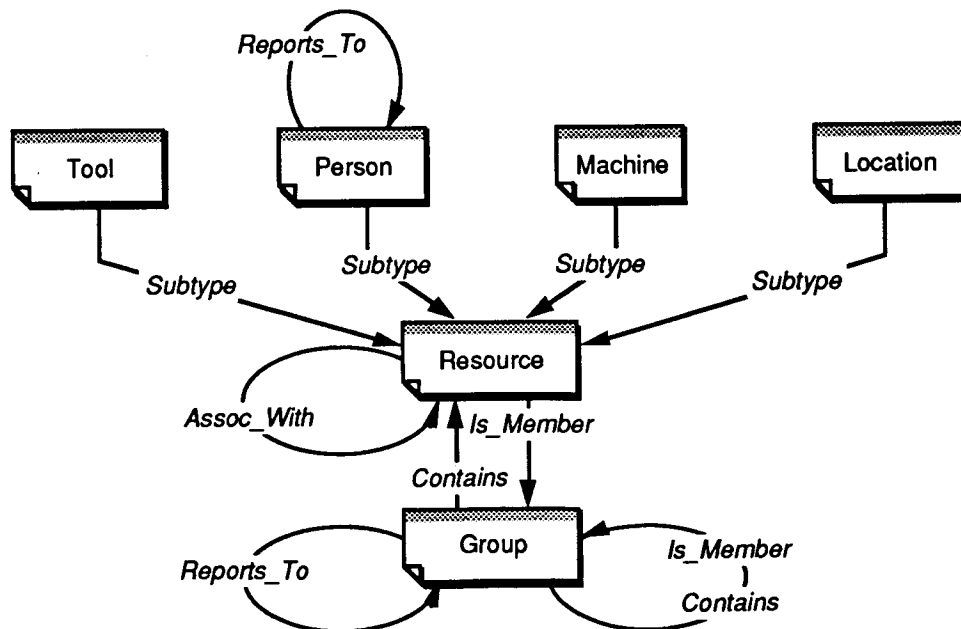 Reports_To
Tool
Person
Machine
Location
Subtype
Subtype
Subtype
Subtype
Resource
Assoc_With
Is_Member
Contains
Group
Reports_To
Is_Member
Contains